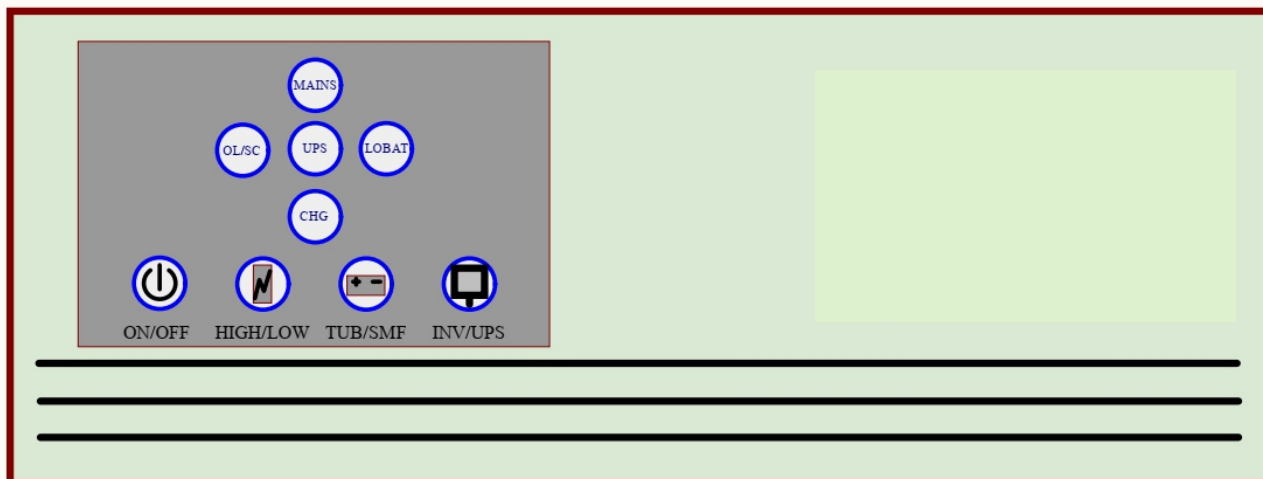 MAINS
OL/SC UPS LOBAT
CHG
ON/OFF HIGH/LOW TUB/SMF INV/UPS